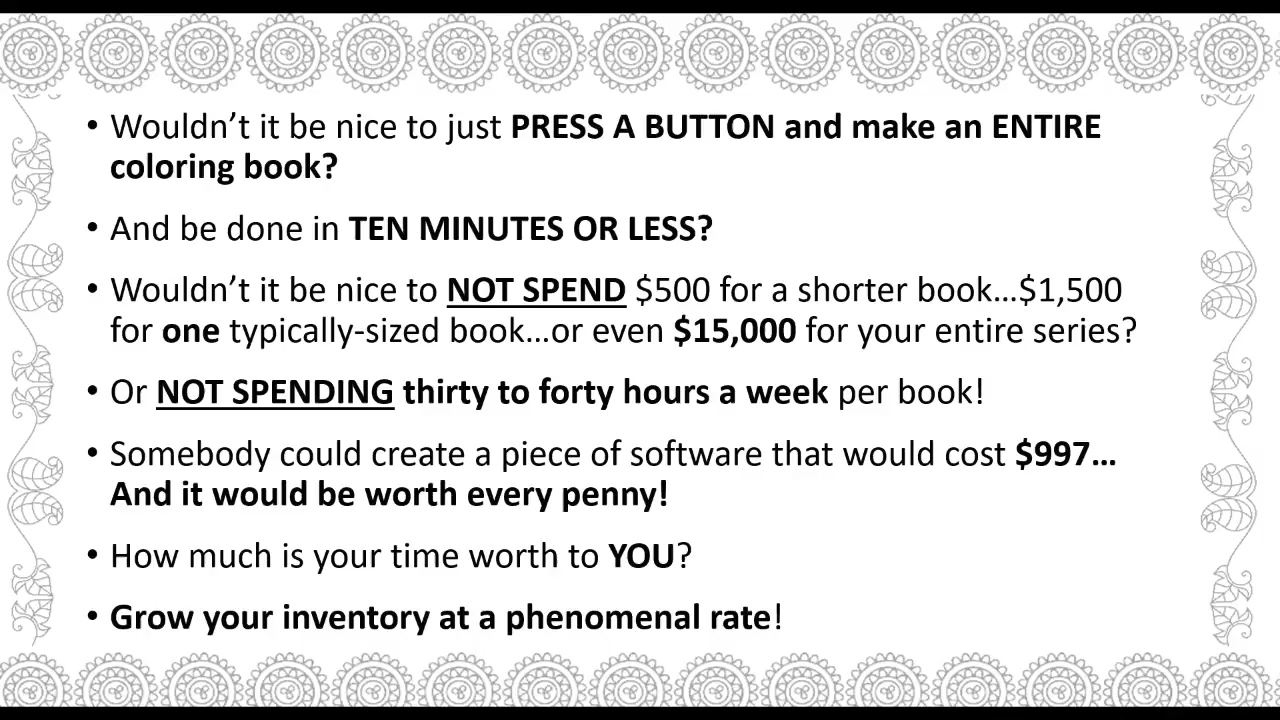 • Wouldn’t it be nice to just PRESS A BUTTON and make an ENTIRE
coloring book?
• And be done in TEN MINUTES OR LESS?
• Wouldn’t it be nice to NOT SPEND $500 for a shorter book…$1,500
for one typically-sized book…or even $15,000 for your entire series?
• Or NOT SPENDING thirty to forty hours a week per book!
• Somebody could create a piece of software that would cost $997…
And it would be worth every penny!
• How much is your time worth to YOU?
• Grow your inventory at a phenomenal rate!